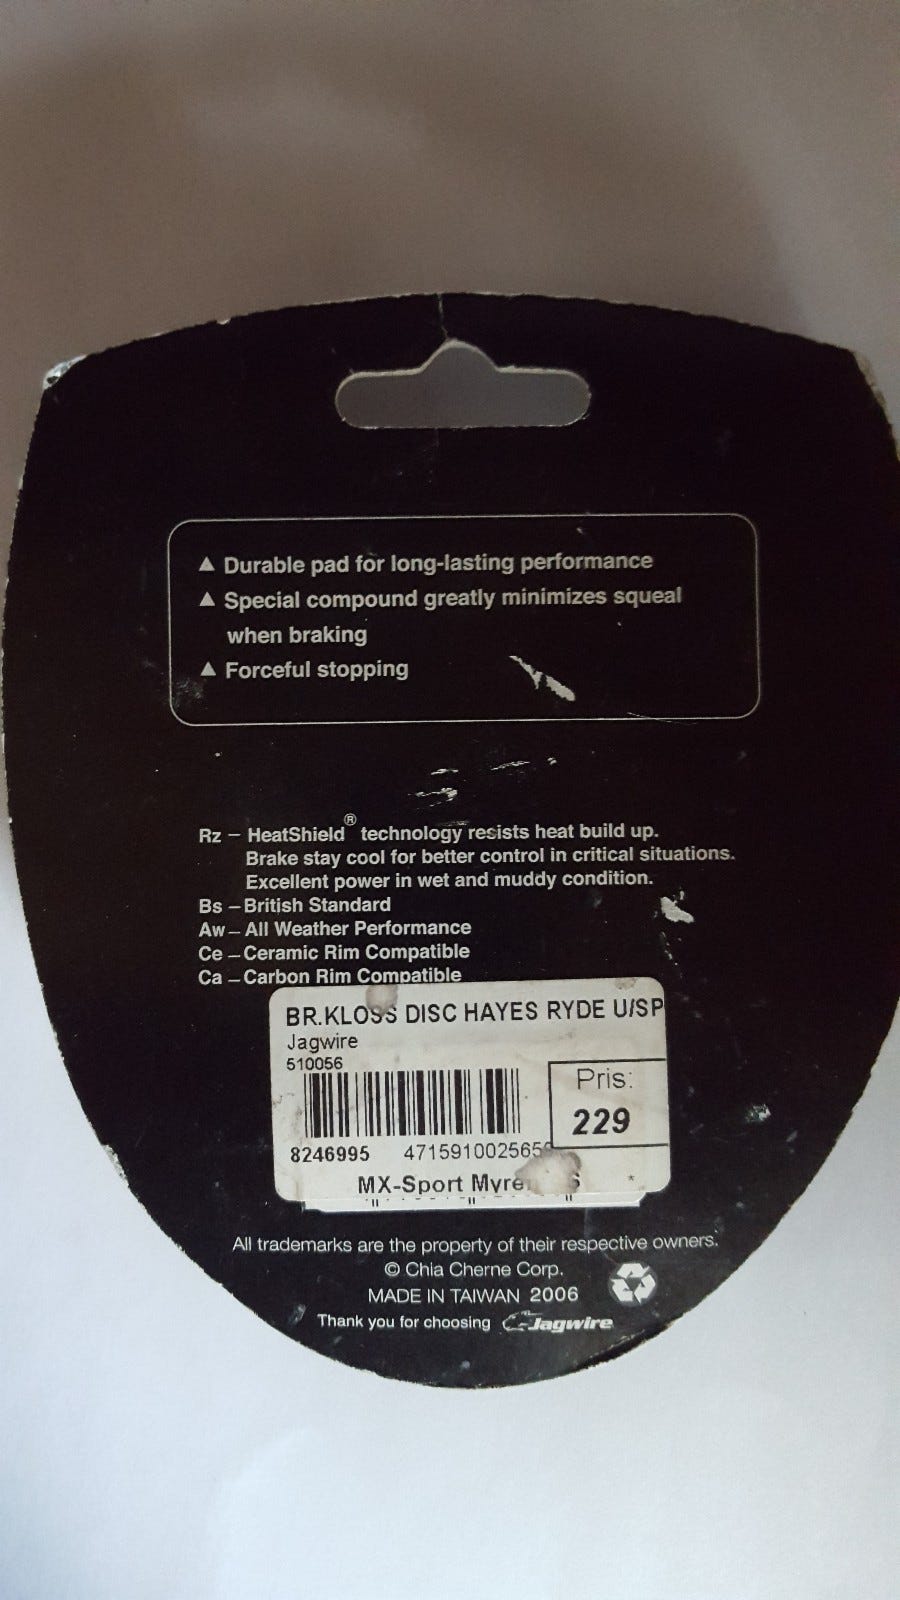 ▲ Durable pad for long-lasting performance
▲ Special compound greatly minimizes squeal
when braking
▲ Forceful stopping
Rz – HeatShield® technology resists heat build up.
Brake stay cool for better control in critical situations.
Excellent power in wet and muddy condition.
Bs – British Standard
Aw – All Weather Performance
Ce – Ceramic Rim Compatible
Ca – Carbon Rim Compatible
BR.KLOSS DISC HAYES RYDE U/SP
Jagwire
510056
Pris:
229
8246995
MX-Sport
All trademarks are the property of their respective owners.
© Chia Cherne Corp.
MADE IN TAIWAN 2006
Thank you for choosing Jagwire